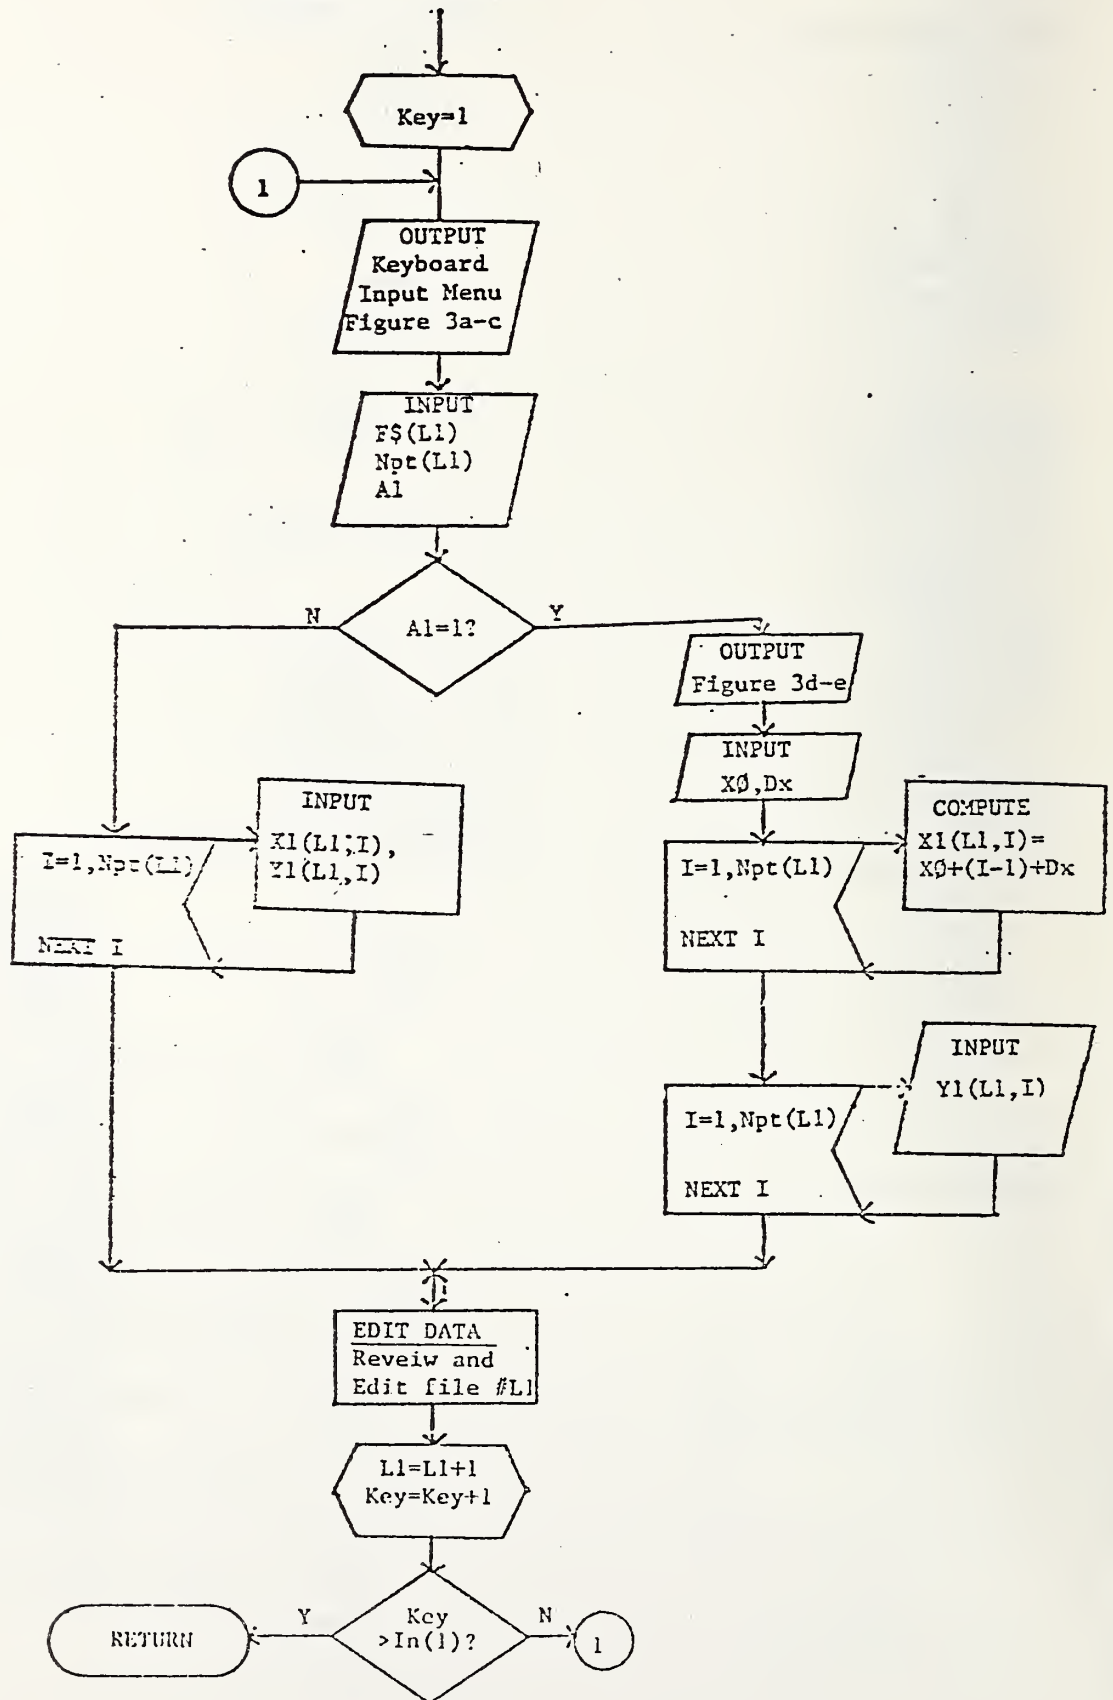 Key=1
1
OUTPUT
Keyboard
Input Menu
Figure 3a-c
INPUT
F$(L1)
Npt(L1)
A1
N
A1=1?
Y
OUTPUT
Figure 3d-e
INPUT
XØ,Dx
INPUT
X1(L1,I),
Y1(L1,I)
I=1,Npt(L1)
NEXT I
I=1,Npt(L1)
NEXT I
COMPUTE
X1(L1,I)=
XØ+(I-1)+Dx
I=1,Npt(L1)
NEXT I
INPUT
Y1(L1,I)
EDIT DATA
Reveiw and
Edit file #L1
L1=L1+1
Key=Key+1
RETURN
Y
Key
>In(1)?
N
1